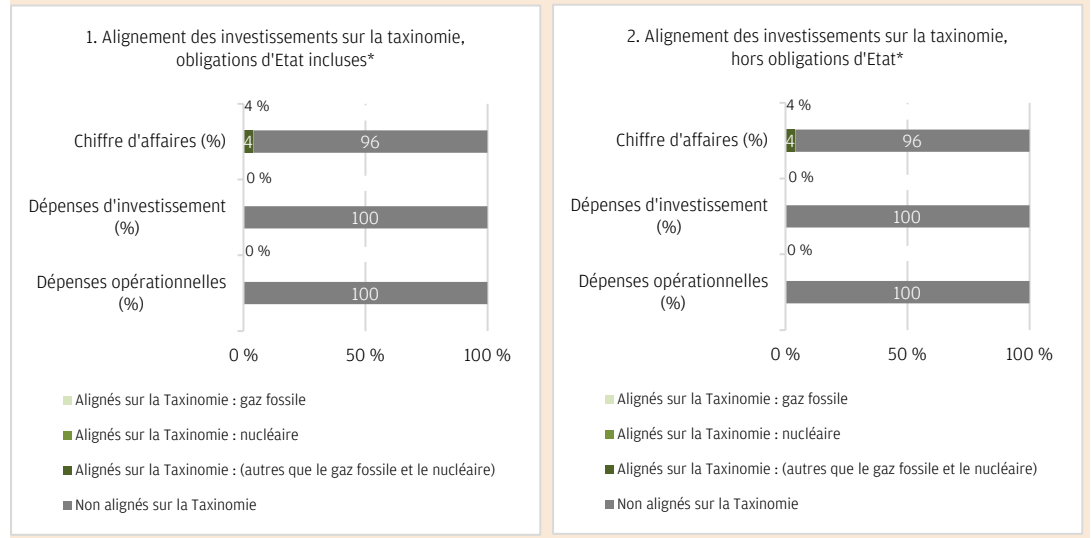 1. Alignement des investissements sur la taxinomie,
obligations d'Etat incluses*
4 %
Chiffre d'affaires (%)
4
96
0 %
Dépenses d'investissement
(%)
100
0 %
Dépenses opérationnelles
(%)
100
0 %
50 %
100 %
Alignés sur la Taxinomie : gaz fossile
Alignés sur la Taxinomie : nucléaire
Alignés sur la Taxinomie : (autres que le gaz fossile et le nucléaire)
Non alignés sur la Taxinomie
2. Alignement des investissements sur la taxinomie,
hors obligations d'Etat*
4 %
Chiffre d'affaires (%)
4
96
0 %
Dépenses d'investissement
(%)
100
0 %
Dépenses opérationnelles
(%)
100
0 %
50 %
100 %
Alignés sur la Taxinomie : gaz fossile
Alignés sur la Taxinomie : nucléaire
Alignés sur la Taxinomie : (autres que le gaz fossile et le nucléaire)
Non alignés sur la Taxinomie